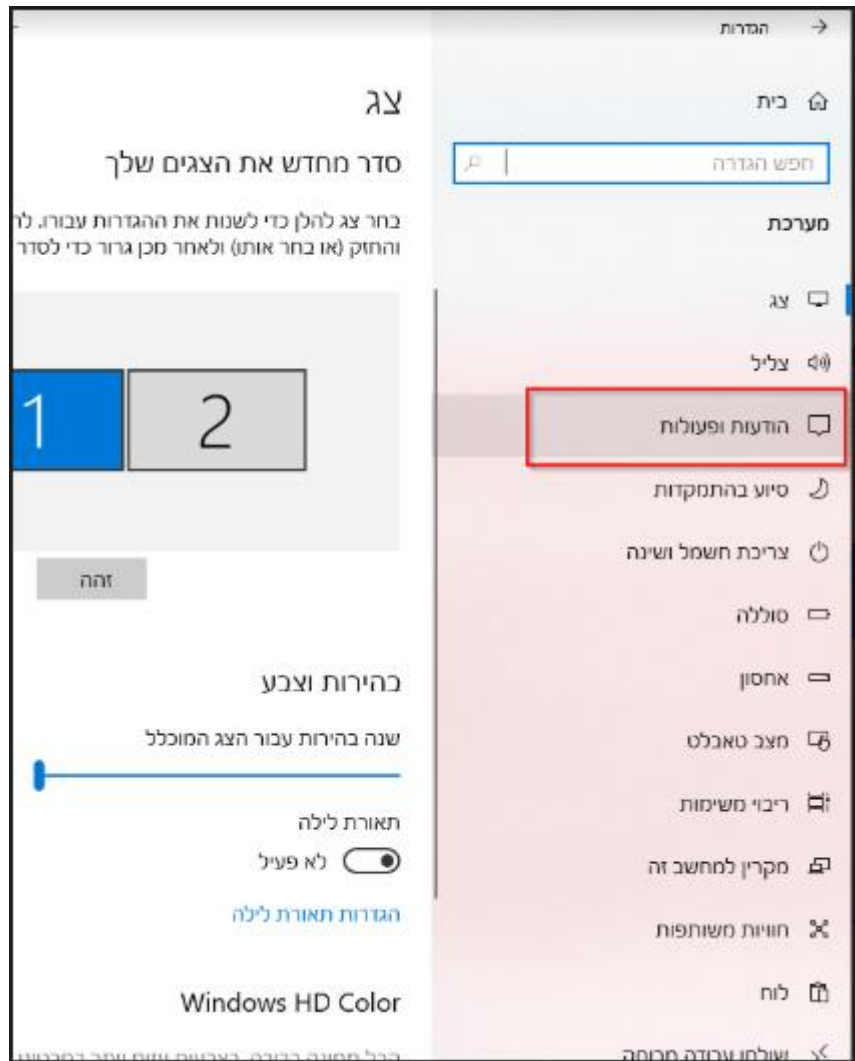 הגדרות
בית
חפש הגדרה
מערכת
צג
צליל
הודעות ופעולות
סיוע בהתמקדות
צריכת חשמל ושינה
סוללה
אחסון
מצב טאבלט
ריבוי משימות
מקרין למחשב זה
חוויות משותפות
לוח
שולחן עבודה מרוחק
צג
סדר מחדש את הצגים שלך
בחר צג להלן כדי לשנות את ההגדרות עבורו.
והחזק (או בחר אותו) ולאחר מכן גרור כדי לסדר
1 2
זהה
בהירות וצבע
שנה בהירות עבור הצג המוכלל
תאורת לילה
לא פעיל
הגדרות תאורת לילה
Windows HD Color